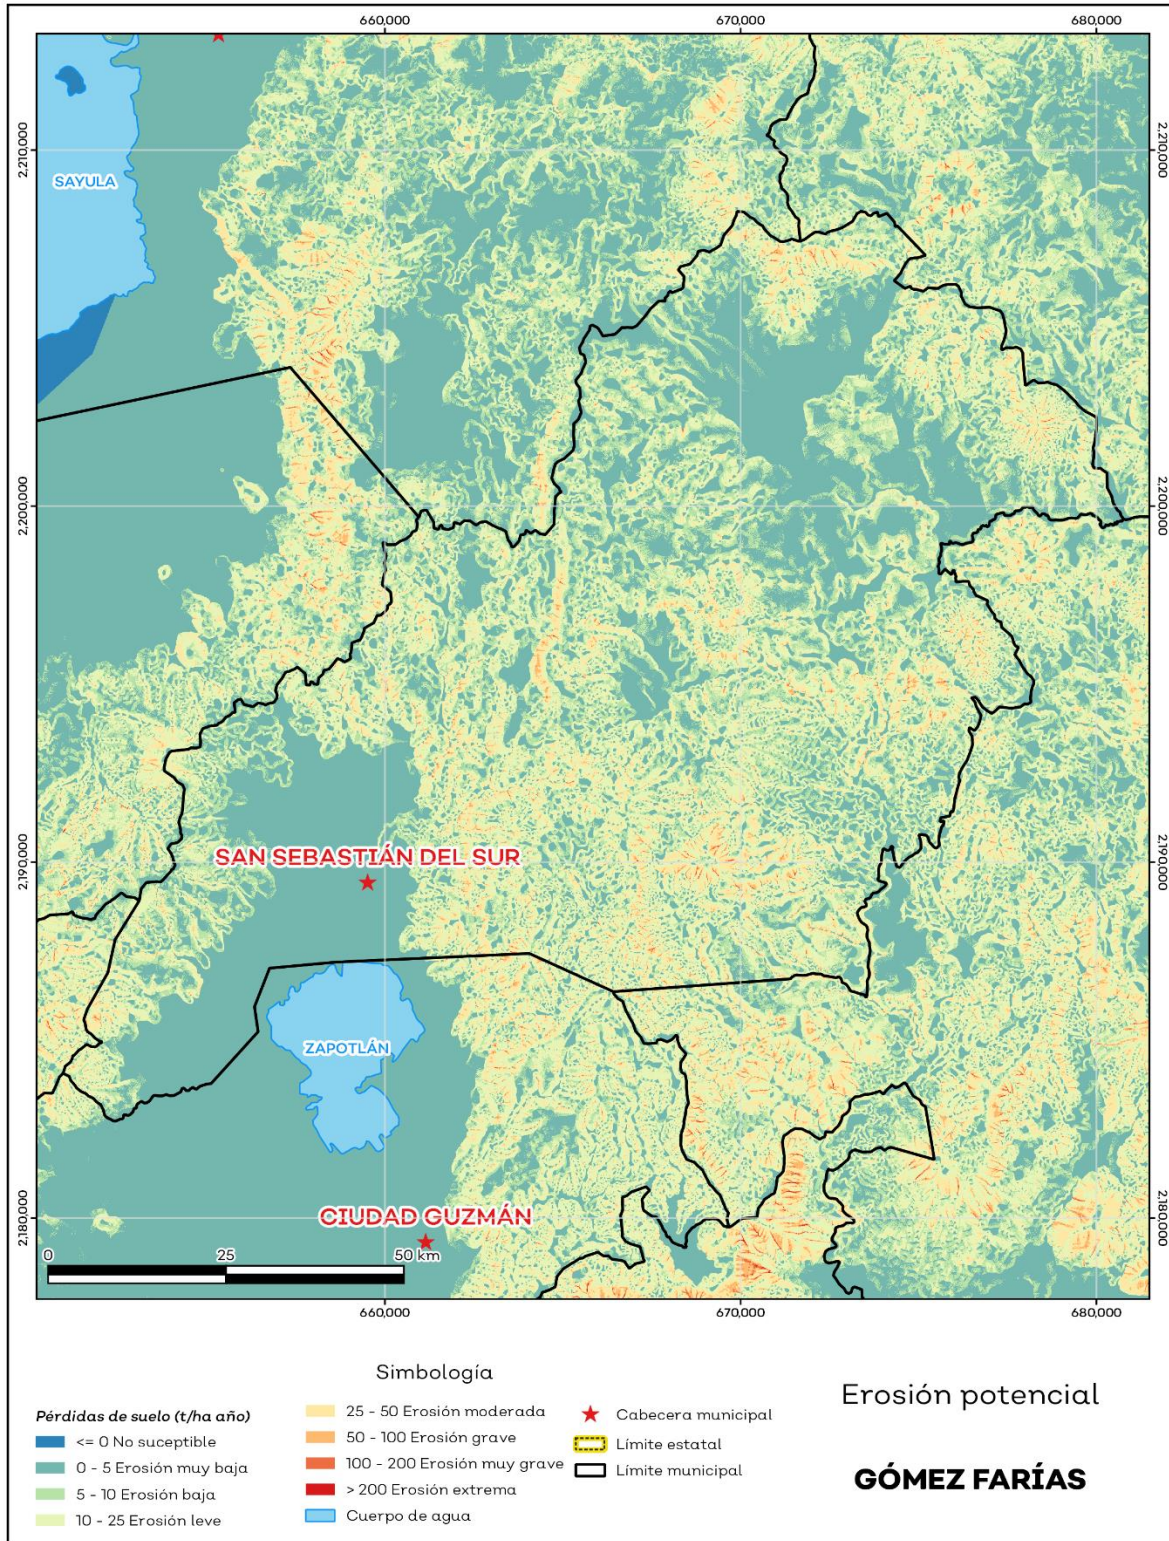 660,000
670,000
680,000
2,210,000
2,210,000
SAYULA
2,200,000
2,200,000
2,190,000
2,190,000
SAN SEBASTIÁN DEL SUR
ZAPOTLÁN
2,180,000
2,180,000
CIUDAD GUZMÁN
0 25 50 km
660,000
670,000
680,000
Simbología
Pérdidas de suelo (t/ha año)
<= 0 No suceptible
0 - 5 Erosión muy baja
5 - 10 Erosión baja
10 - 25 Erosión leve
25 - 50 Erosión moderada
50 - 100 Erosión grave
100 - 200 Erosión muy grave
> 200 Erosión extrema
Cuerpo de agua
Cabecera municipal
Límite estatal
Límite municipal
Erosión potencial
GÓMEZ FARÍAS